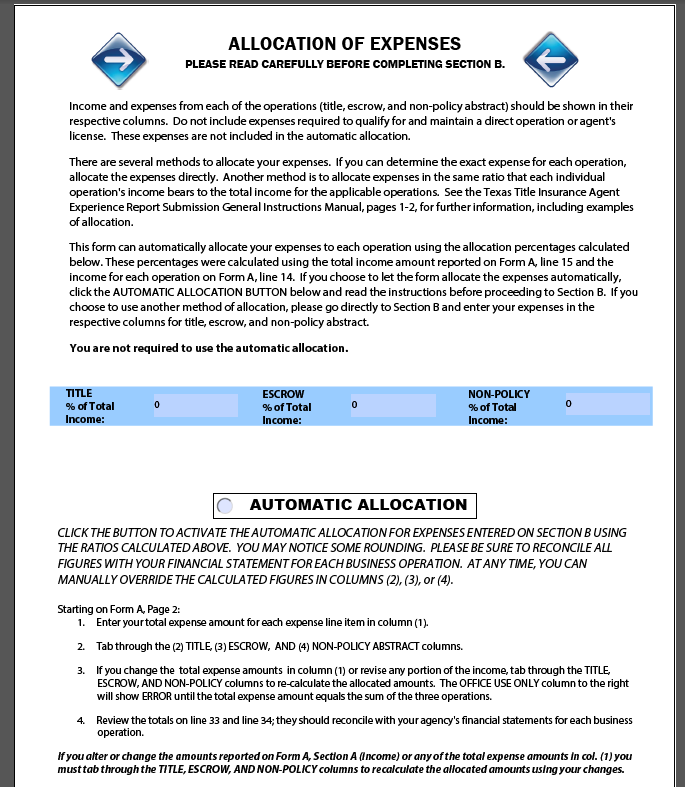 ALLOCATION OF EXPENSES
PLEASE READ CAREFULLY BEFORE COMPLETING SECTION B.
Income and expenses from each of the operations (title, escrow, and non-policy abstract) should be shown in their
respective columns. Do not include expenses required to qualify for and maintain a direct operation or agent's
license. These expenses are not included in the automatic allocation.
There are several methods to allocate your expenses. If you can determine the exact expense for each operation,
allocate the expenses directly. Another method is to allocate expenses in the same ratio that each individual
operation's income bears to the total income for the applicable operations. See the Texas Title Insurance Agent
Experience Report Submission General Instructions Manual, pages 1-2, for further information, including examples
of allocation.
This form can automatically allocate your expenses to each operation using the allocation percentages calculated
below. These percentages were calculated using the total income amount reported on Form A, line 15 and the
income for each operation on Form A, line 14. If you choose to let the form allocate the expenses automatically,
click the AUTOMATIC ALLOCATION BUTTON below and read the instructions before proceeding to Section B. If you
choose to use another method of allocation, please go directly to Section B and enter your expenses in the
respective columns for title, escrow, and non-policy abstract.
You are not required to use the automatic allocation.
TITLE
% of Total
Income:
0
ESCROW
% of Total
Income:
0
NON-POLICY
% of Total
Income:
0
AUTOMATIC ALLOCATION
CLICK THE BUTTON TO ACTIVATE THE AUTOMATIC ALLOCATION FOR EXPENSES ENTERED ON SECTION B USING
THE RATIOS CALCULATED ABOVE. YOU MAY NOTICE SOME ROUNDING. PLEASE BE SURE TO RECONCILE ALL
FIGURES WITH YOUR FINANCIAL STATEMENT FOR EACH BUSINESS OPERATION. AT ANY TIME, YOU CAN
MANUALLY OVERRIDE THE CALCULATED FIGURES IN COLUMNS (2), (3), or (4).
Starting on Form A, Page 2:
1. Enter your total expense amount for each expense line item in column (1).
2. Tab through the (2) TITLE, (3) ESCROW, AND (4) NON-POLICY ABSTRACT columns.
3. If you change the total expense amounts in column (1) or revise any portion of the income, tab through the TITLE,
ESCROW, AND NON-POLICY columns to re-calculate the allocated amounts. The OFFICE USE ONLY column to the right
will show ERROR until the total expense amount equals the sum of the three operations.
4. Review the totals on line 33 and line 34; they should reconcile with your agency's financial statements for each business
operation.
If you alter or change the amounts reported on Form A, Section A (Income) or any of the total expense amounts in col. (1) you
must tab through the TITLE, ESCROW, AND NON-POLICY columns to recalculate the allocated amounts using your changes.